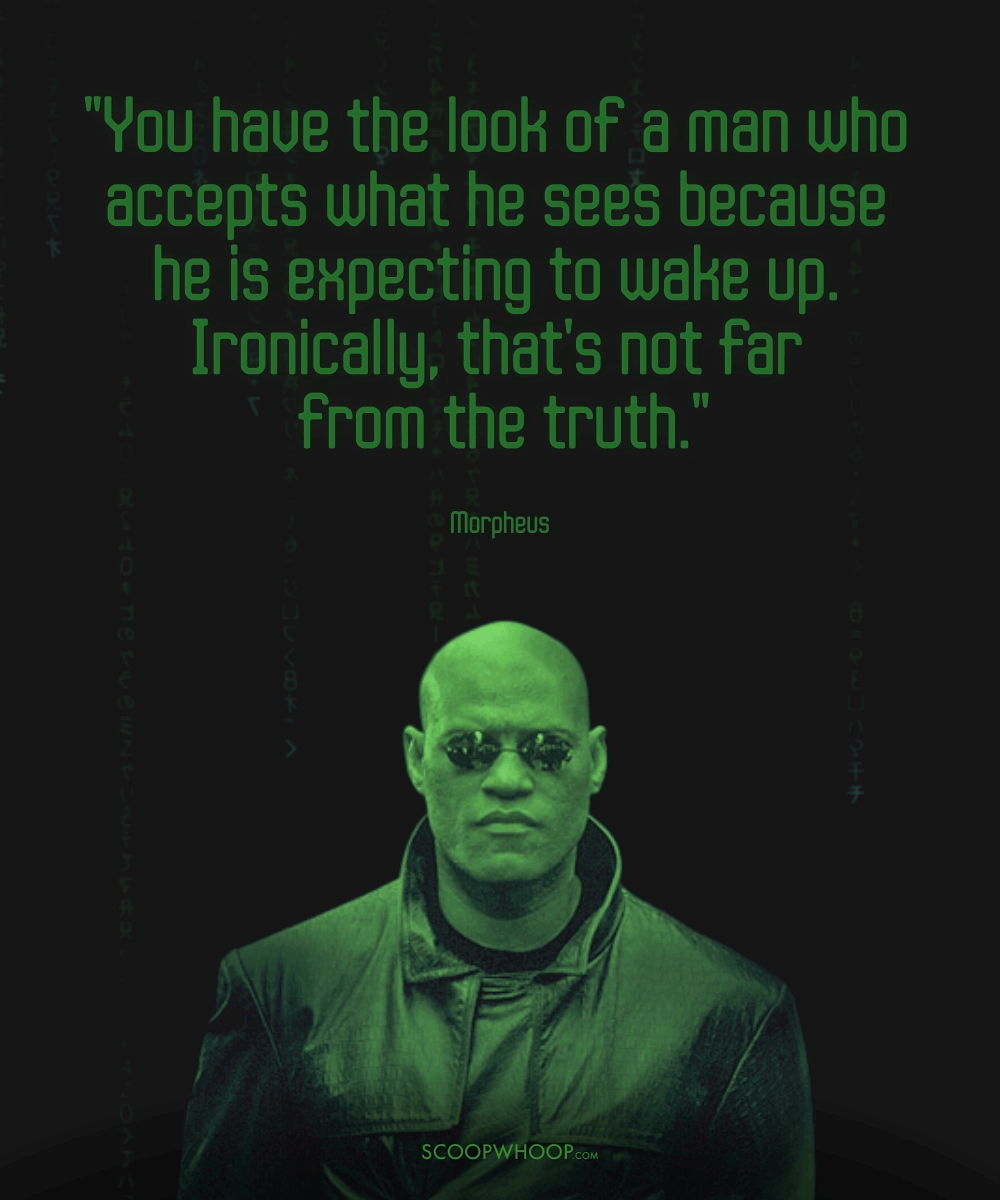 "You have the look of a man who
accepts what he sees because
he is expecting to wake up.
Ironically, that's not far
from the truth."
Morpheus
SCOOPWHOOP.COM